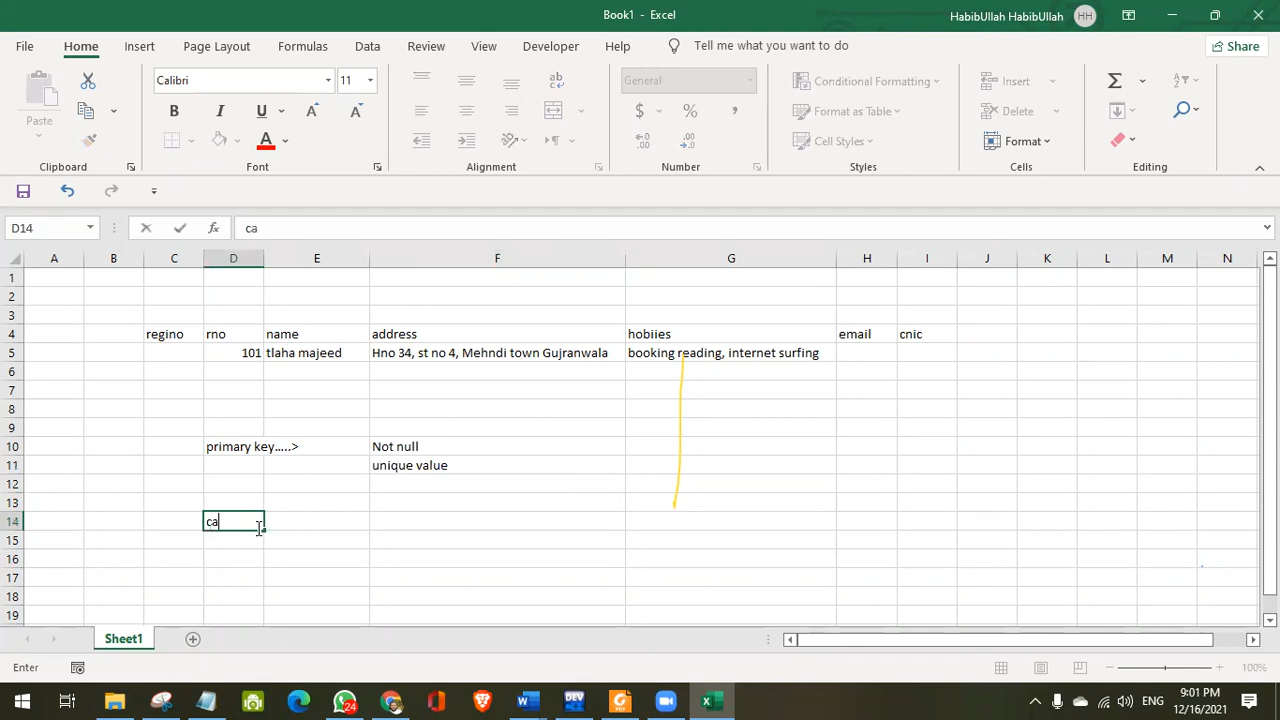 Book1 - Excel
HabibUllah HabibUllah HH
File Home Insert Page Layout Formulas Data Review View Developer Help Tell me what you want to do Share
Paste
Calibri 11
B I U
General
$ % ,
Conditional Formatting
Format as Table
Cell Styles
Insert
Delete
Format
Clipboard Font Alignment Number Styles Cells Editing
D14 fx ca
A B C D E F G H I J K L M N
1
2
3
4 regino rno name address hobiies email cnic
5 101 tlaha majeed Hno 34, st no 4, Mehndi town Gujranwala booking reading, internet surfing
6
7
8
9
10 primary key…..> Not null
11 unique value
12
13
14 ca
15
16
17
18
19
Sheet1
Enter 100%
24 DEV ENG 9:01 PM
12/16/2021